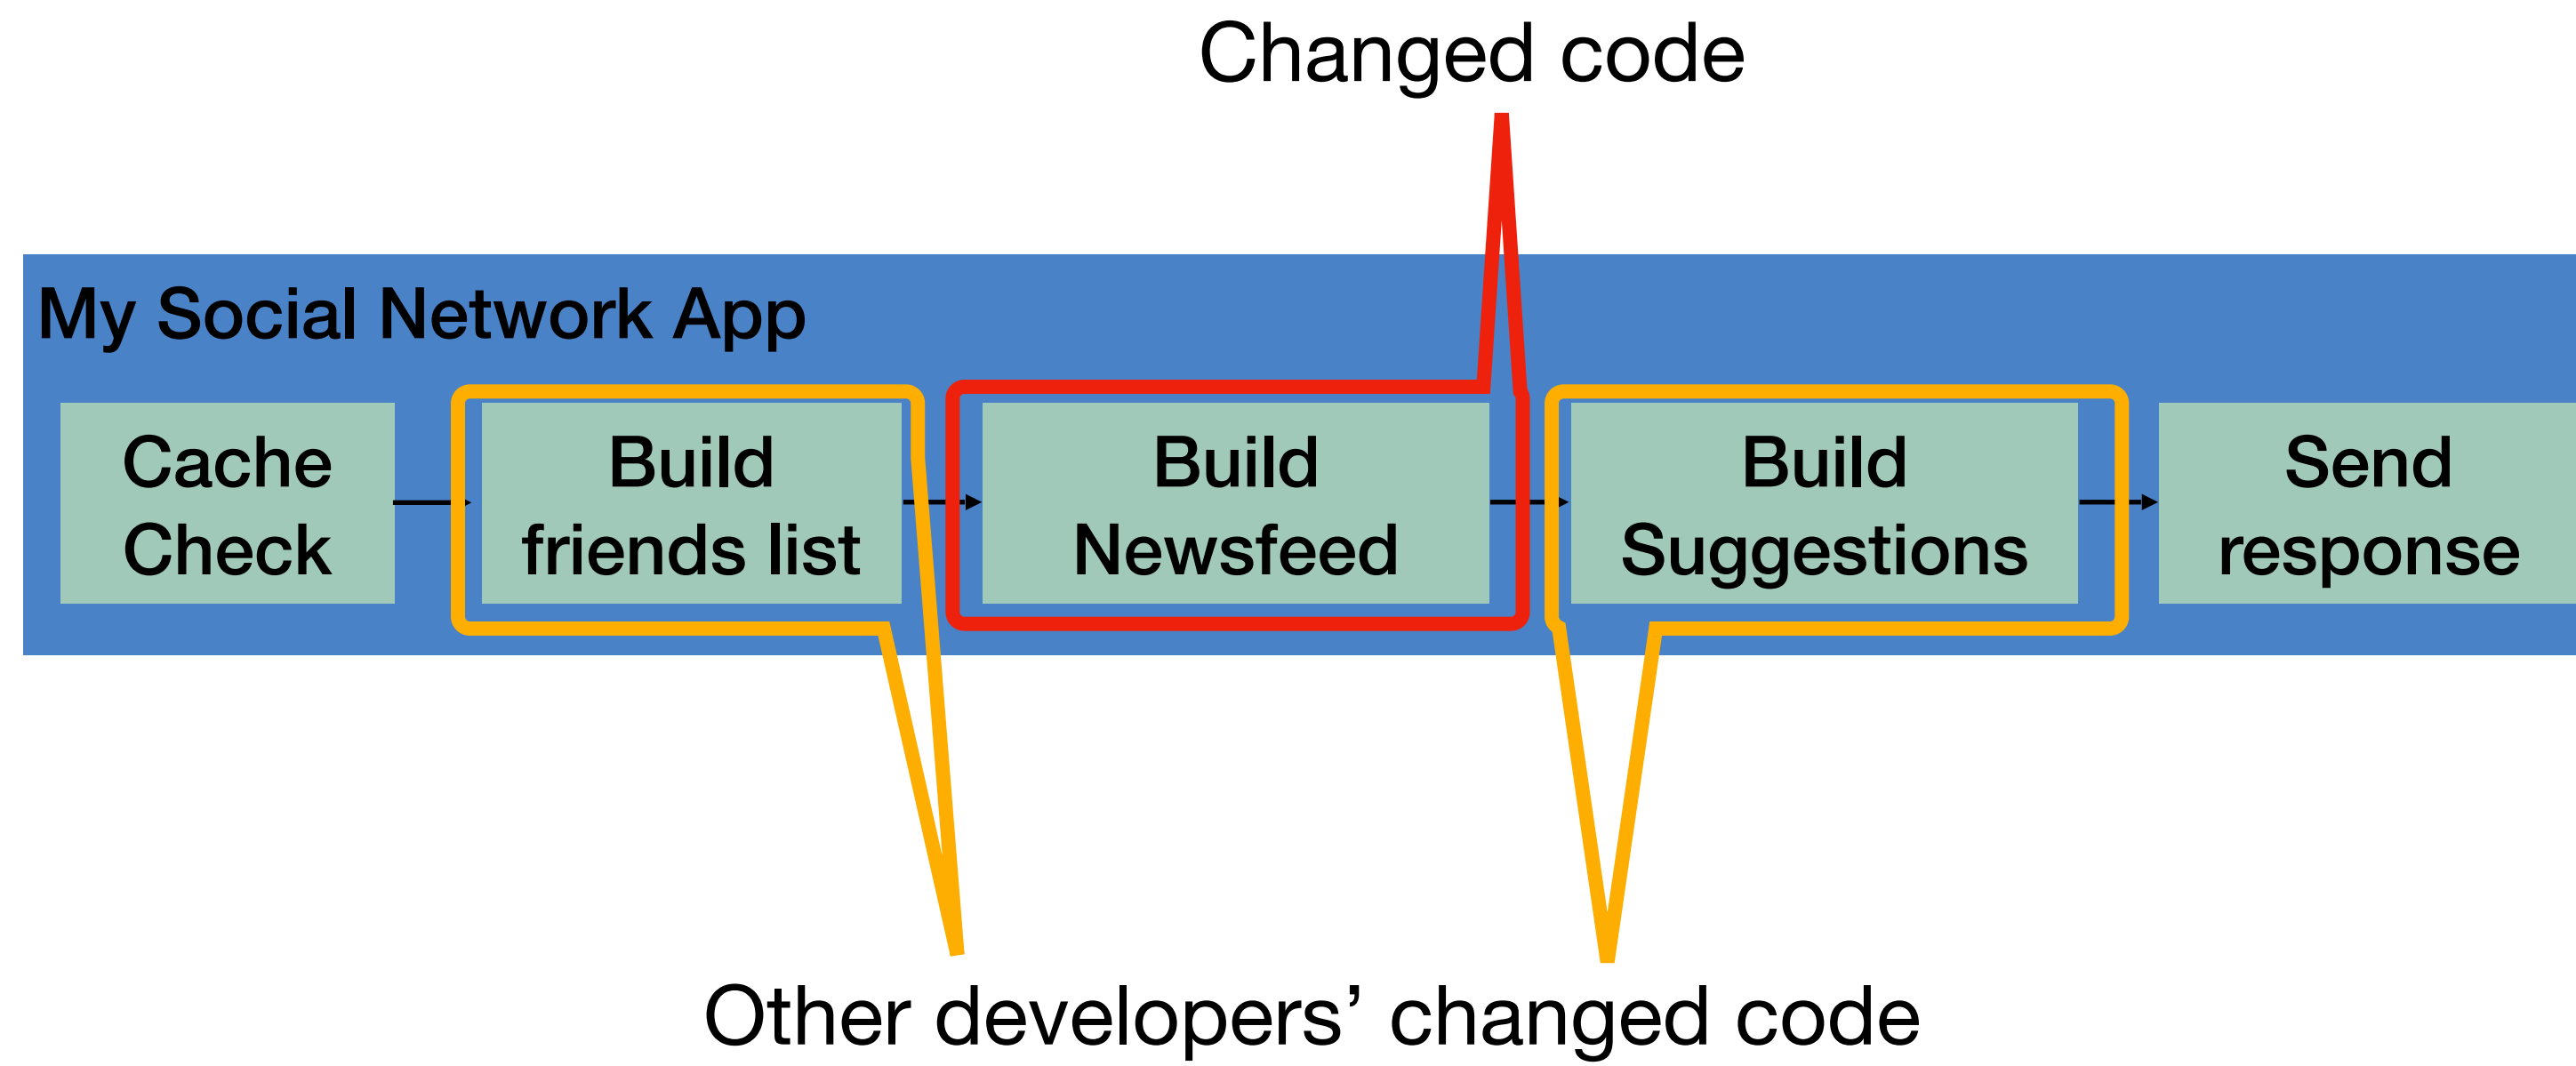 Changed code
My Social Network App
Cache
Check
Build
friends list
Build
Newsfeed
Build
Suggestions
Send
response
Other developers’ changed code